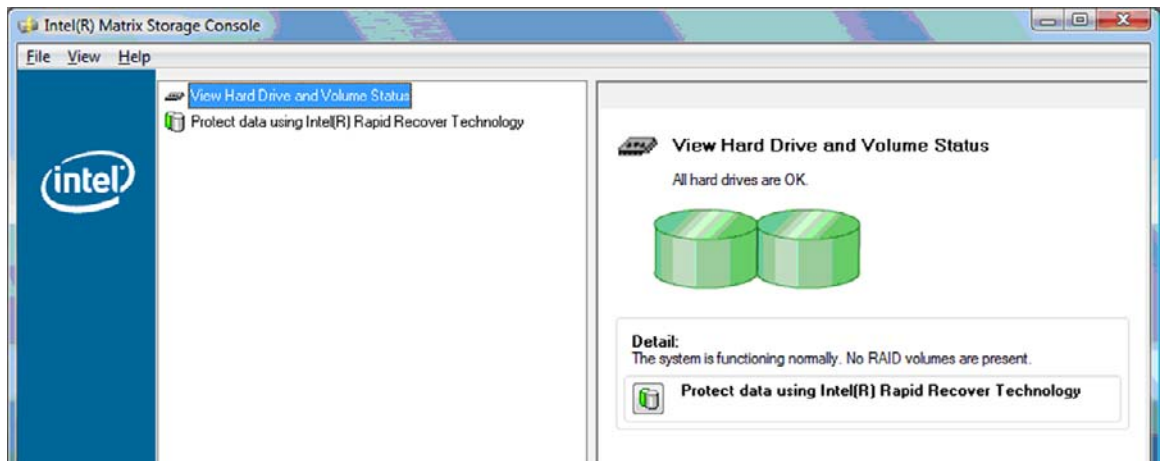 Intel(R) Matrix Storage Console
File View Help
View Hard Drive and Volume Status
Protect data using Intel(R) Rapid Recover Technology
intel
View Hard Drive and Volume Status
All hard drives are OK.
Detail:
The system is functioning normally. No RAID volumes are present.
Protect data using Intel(R) Rapid Recover Technology